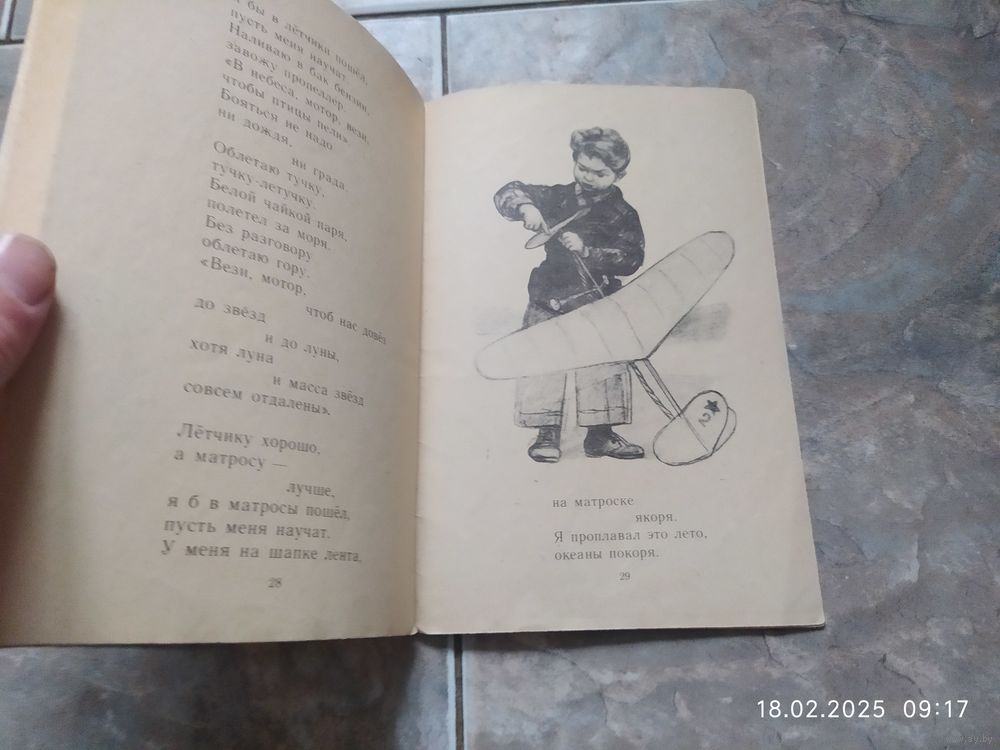 я бы в лётчики пошёл,
пусть меня научат.
Наливаю в бак бензин,
завожу пропеллер.
«В небеса, мотор, вези,
чтобы птицы пели».
Бояться не надо
ни дождя,
ни града.
Облетаю тучку,
тучку-летучку.
Белой чайкой паря,
полетел за моря.
Без разговору
облетаю гору.
«Вези, мотор,
чтоб нас довёз
до звёзд
и до луны,
хотя луна
и масса звёзд
совсем отдалены».
Лётчику хорошо,
а матросу —
лучше,
я б в матросы пошёл,
пусть меня научат.
У меня на шапке лента,
28
2
на матроске
якоря.
Я проплавал это лето,
океаны покоря.
29
18.02.2025 09:17